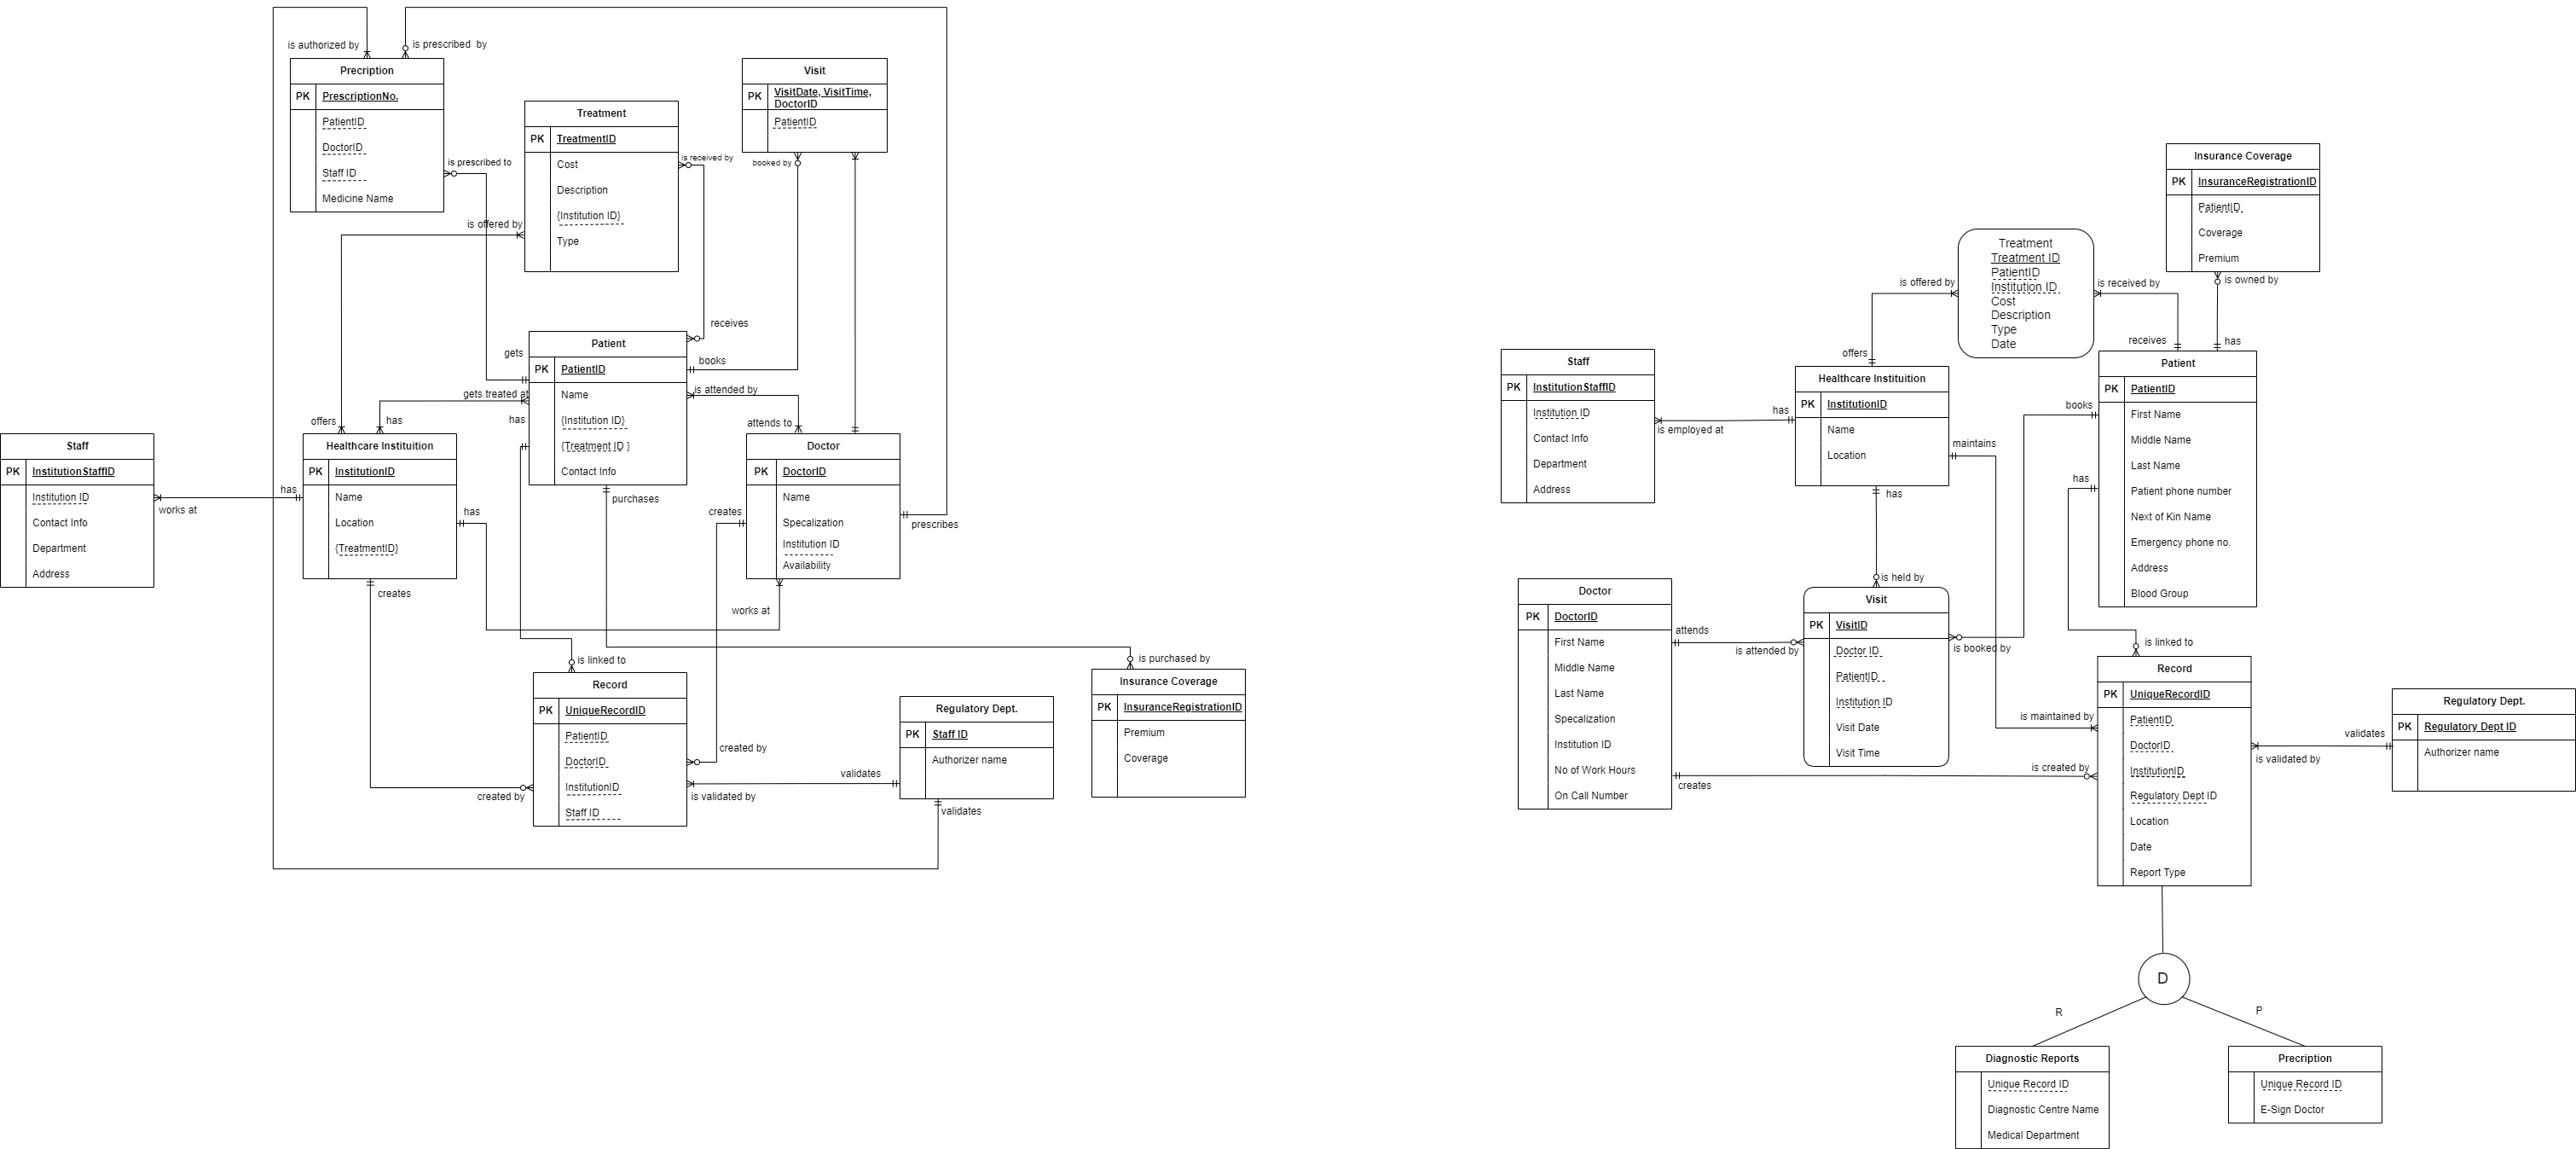 is authorized by
is prescribed  by
Precription
PK PrescriptionNo.
PatientID
DoctorID
Staff ID
Medicine Name
is prescribed to
Treatment
PK TreatmentID
Cost
Description
{Institution ID}
Type
is received by
is offered by
Visit
PK VisitDate, VisitTime,
DoctorID
PatientID
booked by
receives
gets
books
Patient
PK PatientID
Name
{Institution ID}
{Treatment ID }
Contact Info
is attended by
gets treated at
has
has
offers
attends to
Staff
PK InstitutionStaffID
Institution ID
Contact Info
Department
Address
works at
has
Healthcare Instituition
PK InstitutionID
Name
Location
{TreatmentID}
has
creates
purchases
Doctor
PK DoctorID
Name
Specalization
Institution ID
Availability
creates
prescribes
works at
is linked to
is purchased by
Record
PK UniqueRecordID
PatientID
DoctorID
InstitutionID
Staff ID
created by
created by
validates
is validated by
Regulatory Dept.
PK Staff ID
Authorizer name
validates
Insurance Coverage
PK InsuranceRegistrationID
Premium
Coverage
Insurance Coverage
PK InsuranceRegistrationID
PatientID
Coverage
Premium
is owned by
has
Treatment
Treatment ID
PatientID
Institution ID
Cost
Description
Type
Date
is offered by
is received by
offers
receives
Staff
PK InstitutionStaffID
Institution ID
Contact Info
Department
Address
is employed at
has
Healthcare Instituition
PK InstitutionID
Name
Location
maintains
has
Patient
PK PatientID
First Name
Middle Name
Last Name
Patient phone number
Next of Kin Name
Emergency phone no.
Address
Blood Group
books
has
is held by
Doctor
PK DoctorID
First Name
Middle Name
Last Name
Specalization
Institution ID
No of Work Hours
On Call Number
attends
is attended by
creates
Visit
PK VisitID
Doctor ID
PatientID
Institution ID
Visit Date
Visit Time
is booked by
is linked to
is maintained by
is created by
Record
PK UniqueRecordID
PatientID
DoctorID
InstitutionID
Regulatory Dept ID
Location
Date
Report Type
validates
is validated by
Regulatory Dept.
PK Regulatory Dept ID
Authorizer name
D
R
P
Diagnostic Reports
Unique Record ID
Diagnostic Centre Name
Medical Department
Precription
Unique Record ID
E-Sign Doctor